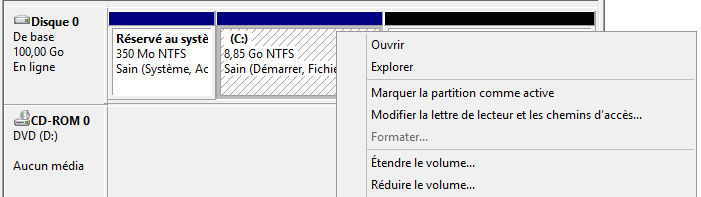 Disque 0
De base
100,00 Go
En ligne
Réservé au systè
350 Mo NTFS
Sain (Système, Ac
(C:)
8,85 Go NTFS
Sain (Démarrer, Fichie
Ouvrir
Explorer
Marquer la partition comme active
Modifier la lettre de lecteur et les chemins d’accès...
Formater...
Étendre le volume...
Réduire le volume...
CD-ROM 0
DVD (D:)
Aucun média